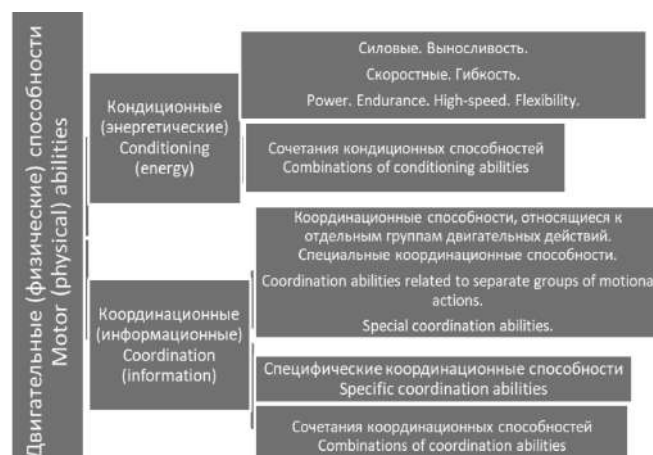 Двигательные (физические) способности
Motor (physical) abilities
Кондиционные
(энергетические)
Conditioning
(energy)
Силовые. Выносливость.
Скоростные. Гибкость.
Power. Endurance. High-speed. Flexibility.
Сочетания кондиционных способностей
Combinations of conditioning abilities
Координационные
(информационные)
Coordination
(information)
Координационные способности, относящиеся к
отдельным группам двигательных действий.
Специальные координационные способности.
Coordination abilities related to separate groups of motional
actions.
Special coordination abilities.
Специфические координационные способности
Specific coordination abilities
Сочетания координационных способностей
Combinations of coordination abilities